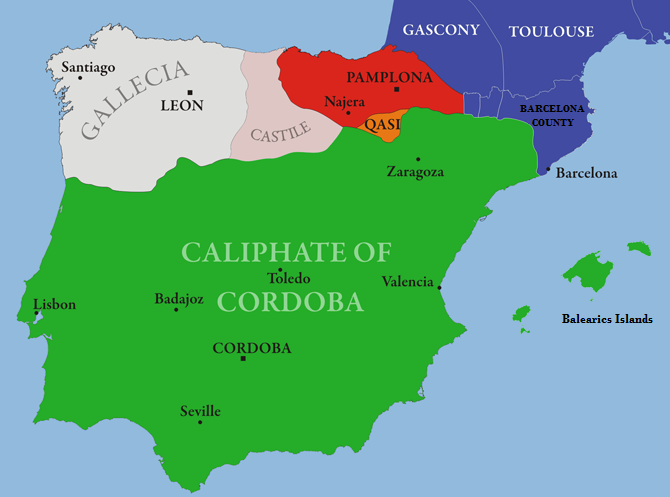 GASCONY
TOULOUSE
Santiago
GALLECIA
LEON
PAMPLONA
Najera
QASI
CASTILE
BARCELONA
COUNTY
Zaragoza
Barcelona
CALIPHATE OF
CORDOBA
Toledo
Valencia
Badajoz
Lisbon
Balearics Islands
CORDOBA
Seville